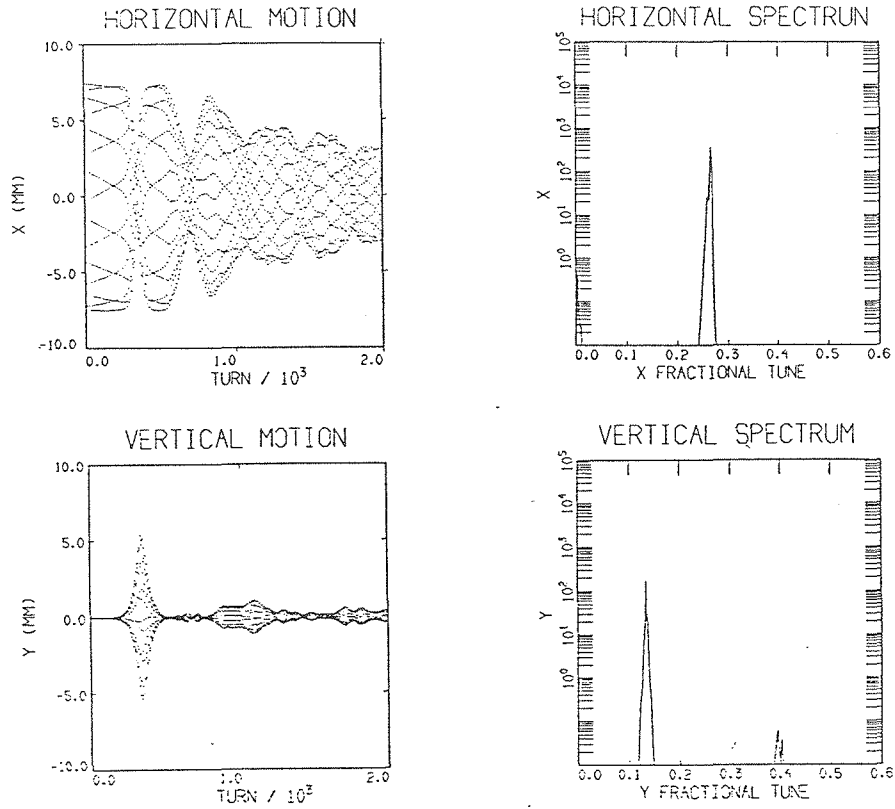 HORIZONTAL MOTION
10.0
5.0
0.0
-5.0
-10.0
X (MM)
0.0 1.0 2.0
TURN / 10³
HORIZONTAL SPECTRUN
10⁵
10⁴
10³
10²
10¹
10⁰
X
0.0 0.1 0.2 0.3 0.4 0.5 0.6
X FRACTIONAL TUNE
VERTICAL MOTION
10.0
5.0
0.0
-5.0
-10.0
Y (MM)
0.0 1.0 2.0
TURN / 10³
VERTICAL SPECTRUM
10⁵
10⁴
10³
10²
10¹
10⁰
Y
0.0 0.1 0.2 0.3 0.4 0.5 0.6
Y FRACTIONAL TUNE